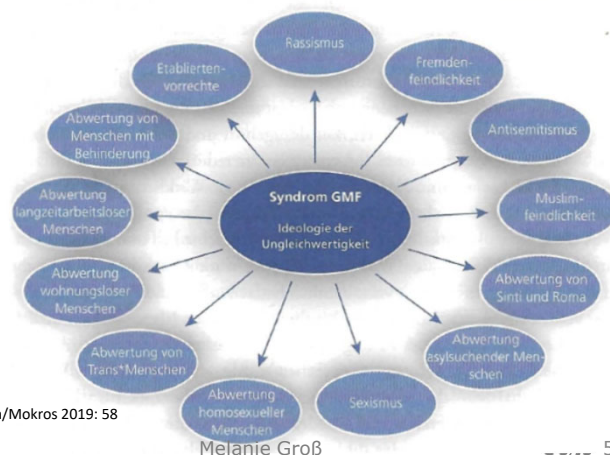 Rassismus
Fremden-
feindlichkeit
Antisemitismus
Muslim-
feindlichkeit
Abwertung von
Sinti und Roma
Abwertung
asylsuchender Men-
schen
Sexismus
Abwertung
homosexueller
Menschen
Abwertung von
Trans*Menschen
Abwertung
wohnungsloser
Menschen
Abwertung
langzeitarbeitsloser
Menschen
Abwertung von
Menschen mit
Behinderung
Etablierten-
vorrechte
Syndrom GMF
Ideologie der
Ungleichwertigkeit
/Mokros 2019: 58
Melanie Groß